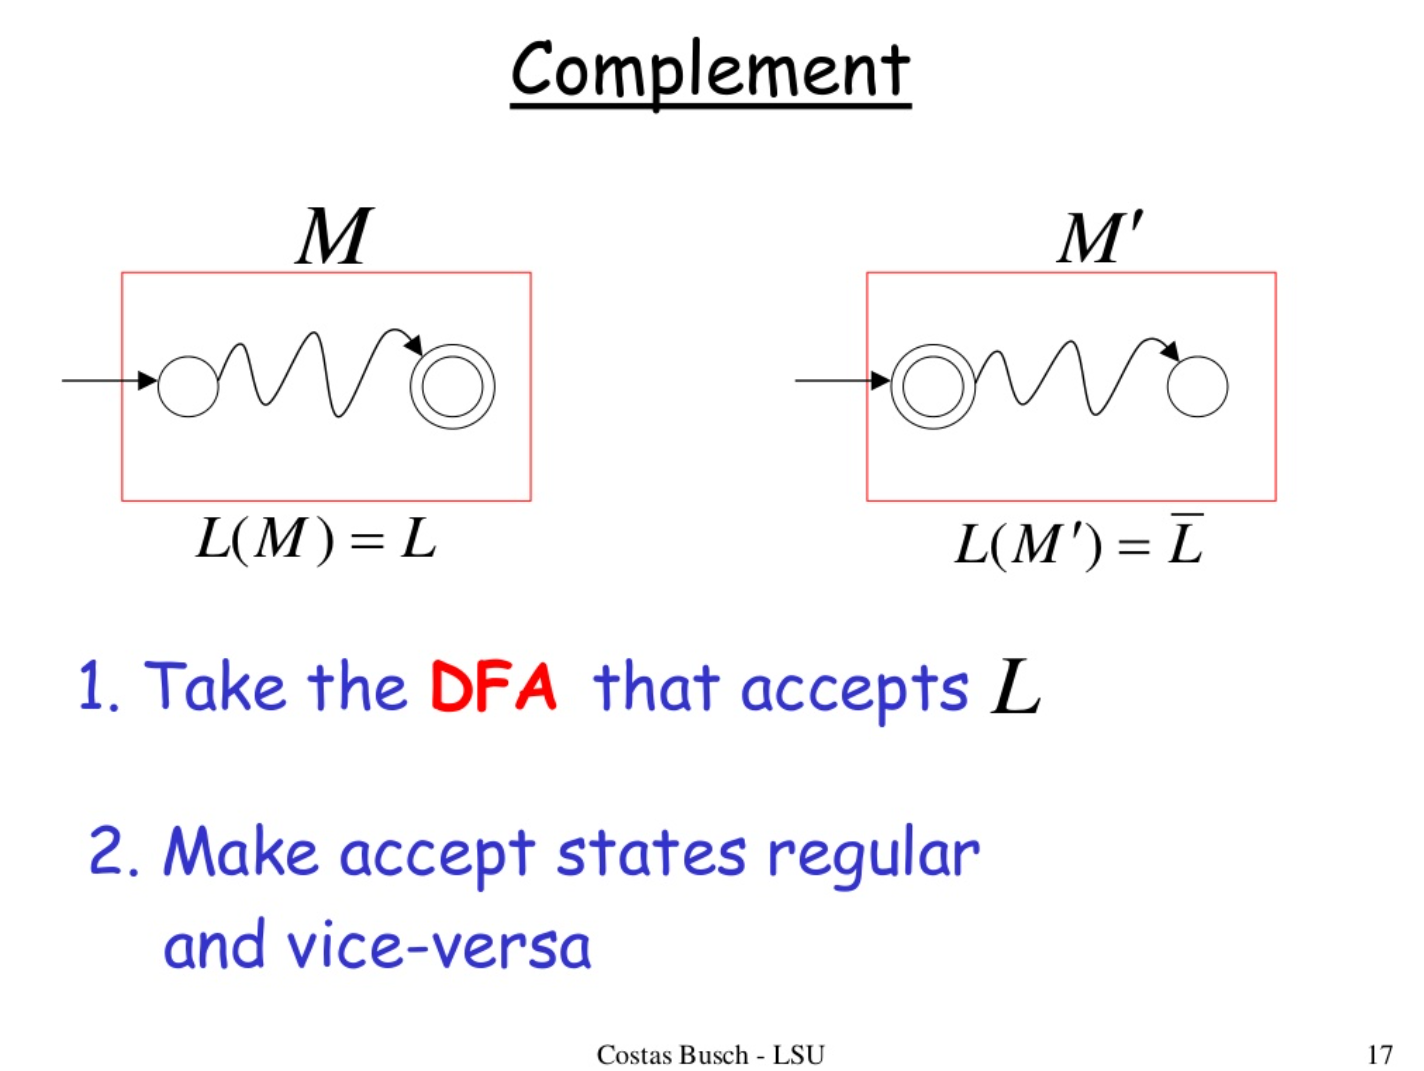 Complement
M
M′
L(M) = L
L(M′) = L̅
1. Take the DFA that accepts L
2. Make accept states regular
and vice-versa
Costas Busch - LSU
17